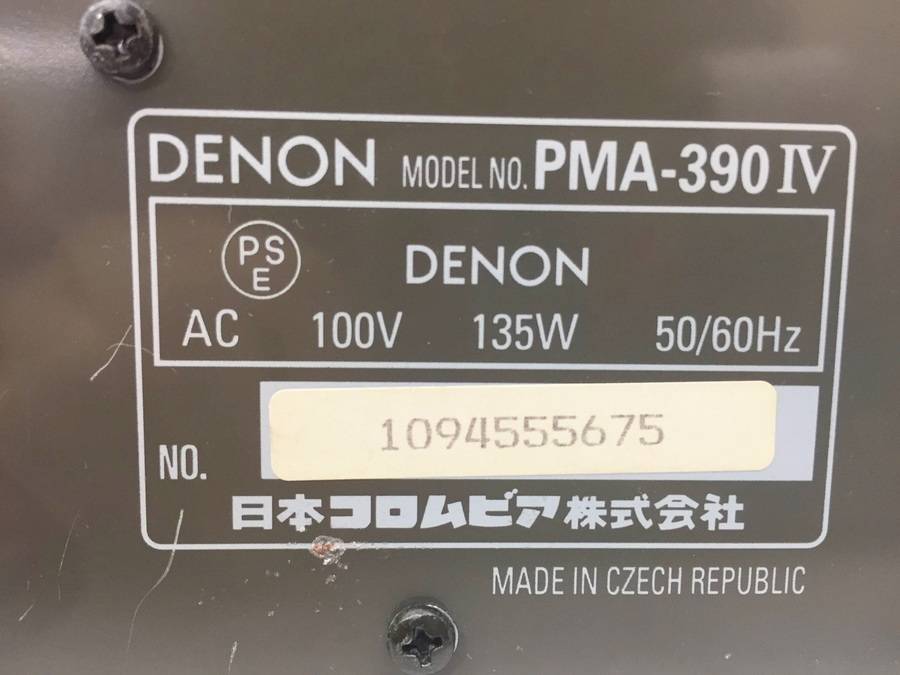 DENON MODEL NO. PMA-390 IV
PS
E
DENON
AC 100V 135W 50/60Hz
NO. 1094555675
日本コロムビア株式会社
MADE IN CZECH REPUBLIC